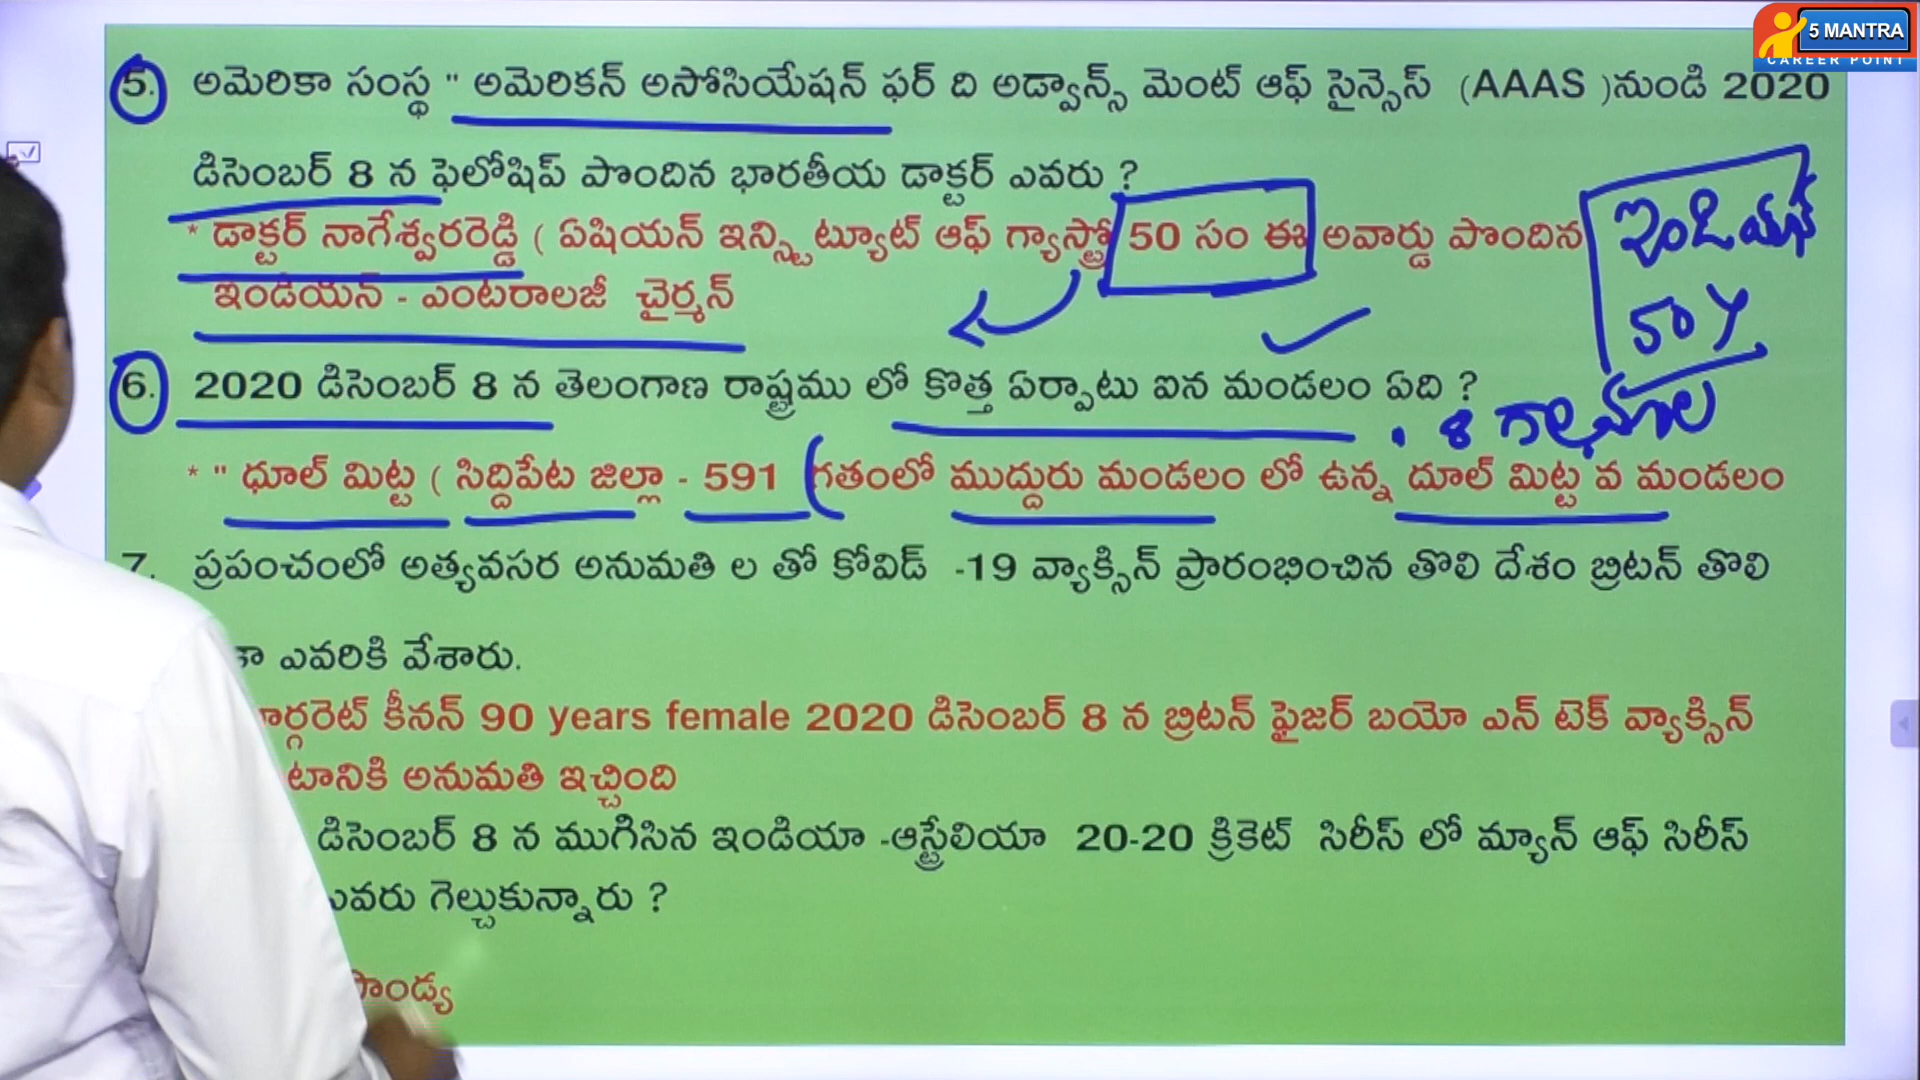 5 MANTRA
CAREER POINT
5. అమెరికా సంస్థ " అమెరికన్ అసోసియేషన్ ఫర్ ది అడ్వాన్స్ మెంట్ ఆఫ్ సైన్సెస్ (AAAS )నుండి 2020
డిసెంబర్ 8 న ఫెలోషిప్ పొందిన భారతీయ డాక్టర్ ఎవరు ?
* డాక్టర్ నాగేశ్వరరెడ్డి ( ఏషియన్ ఇన్స్టిట్యూట్ ఆఫ్ గ్యాస్ట్రో 50 సం ఈ అవార్డు పొందిన
ఇండియన్ - ఎంటరాలజీ చైర్మన్
ఇండియన్
50 Y
6. 2020 డిసెంబర్ 8 న తెలంగాణ రాష్ట్రము లో కొత్త ఏర్పాటు ఐన మండలం ఏది ?
8 గ్రామాల
* " ధూల్ మిట్ట ( సిద్దిపేట జిల్లా - 591 గతంలో ముద్దురు మండలం లో ఉన్న దూల్ మిట్ట వ మండలం
7. ప్రపంచంలో అత్యవసర అనుమతి ల తో కోవిడ్ -19 వ్యాక్సిన్ ప్రారంభించిన తొలి దేశం బ్రిటన్ తొలి
ఎవరికి వేశారు.
కీనన్ 90 years female 2020 డిసెంబర్ 8 న బ్రిటన్ ఫైజర్ బయో ఎన్ టెక్ వ్యాక్సిన్
అనుమతి ఇచ్చింది
డిసెంబర్ 8 న ముగిసిన ఇండియా -ఆస్ట్రేలియా 20-20 క్రికెట్ సిరీస్ లో మ్యాన్ ఆఫ్ సిరీస్
ఎవరు గెల్చుకున్నారు ?
పాండ్య